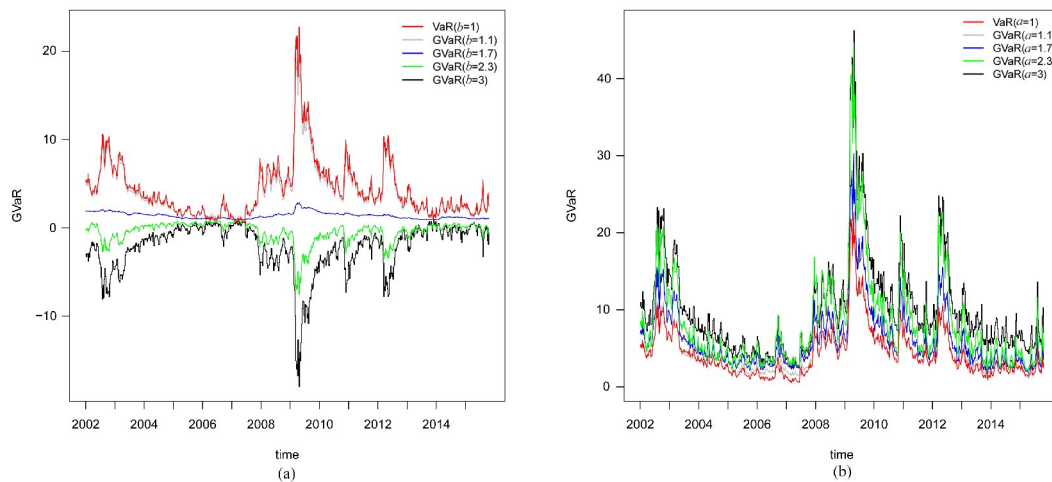 VaR(b=1)
GVaR(b=1.1)
GVaR(b=1.7)
GVaR(b=2.3)
GVaR(b=3)
GVaR
20
10
0
−10
2002 2004 2006 2008 2010 2012 2014
time
(a)
VaR(a=1)
GVaR(a=1.1)
GVaR(a=1.7)
GVaR(a=2.3)
GVaR(a=3)
GVaR
40
30
20
10
0
2002 2004 2006 2008 2010 2012 2014
time
(b)